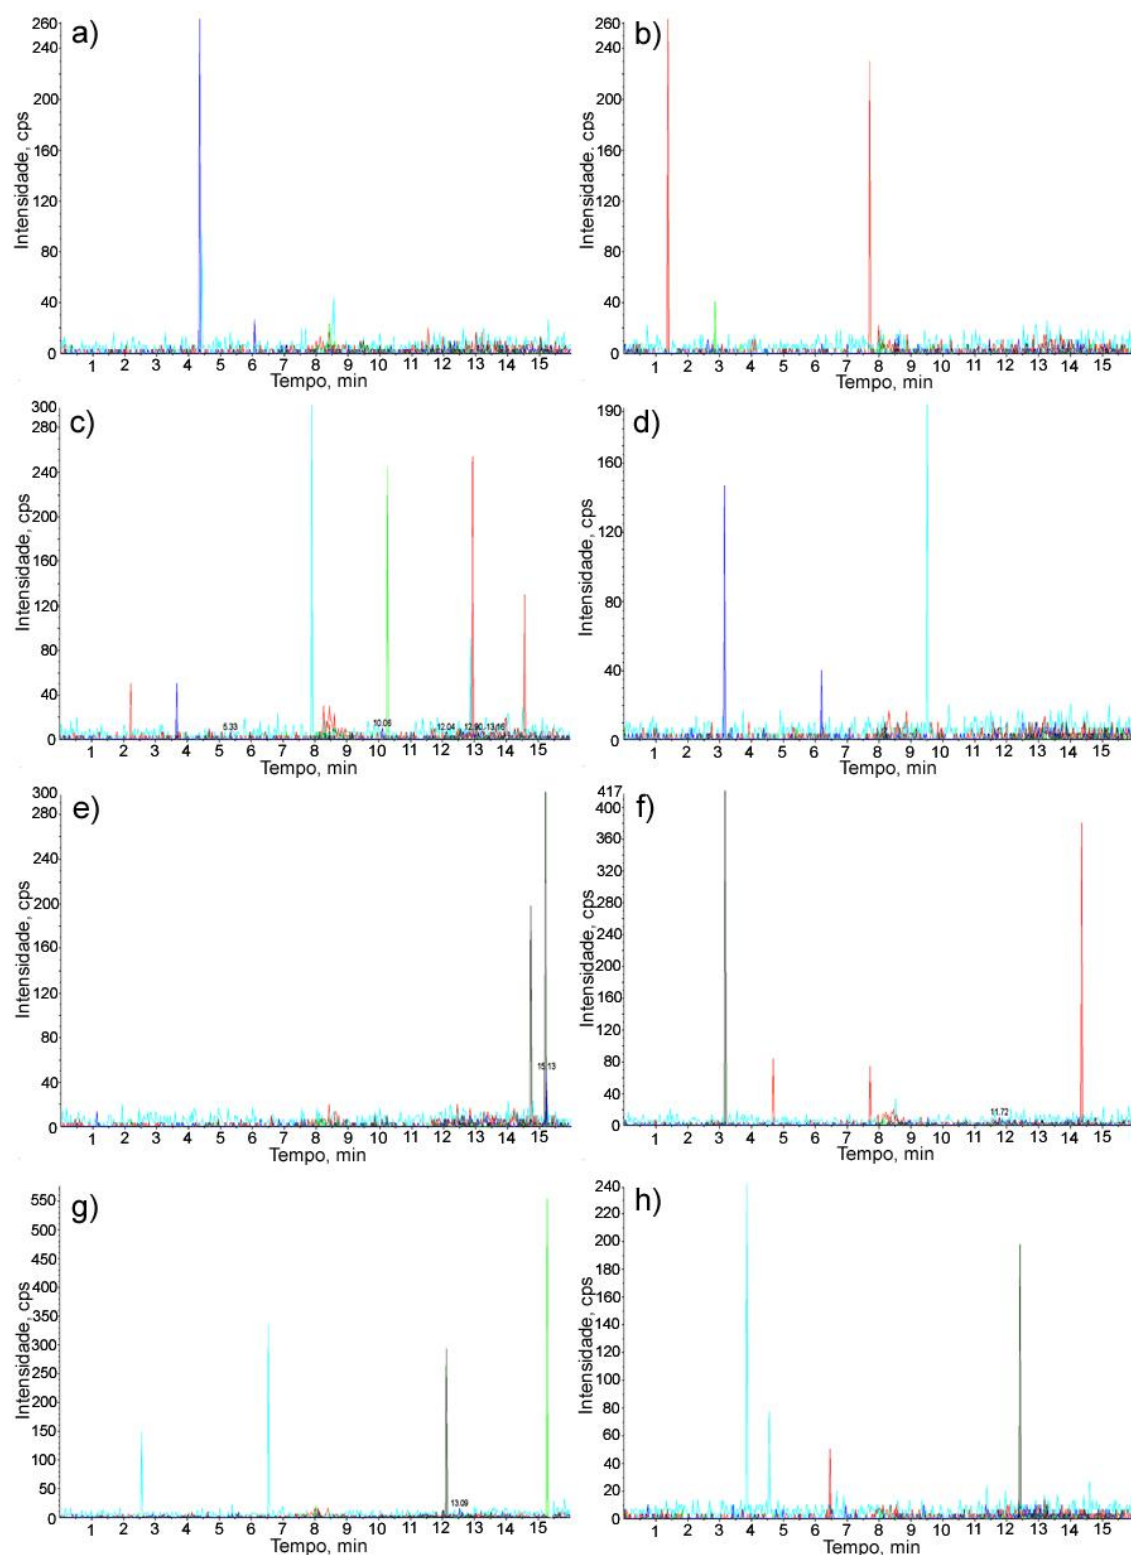 a)
Intensidade, cps
260
240
200
160
120
80
40
0
1 2 3 4 5 6 7 8 9 10 11 12 13 14 15
Tempo, min
b)
Intensidade, cps
260
240
200
160
120
80
40
0
1 2 3 4 5 6 7 8 9 10 11 12 13 14 15
Tempo, min
c)
Intensidade, cps
300
280
240
200
160
120
80
40
0
5.33 10.06 12.04 12.90, 13.16
1 2 3 4 5 6 7 8 9 10 11 12 13 14 15
Tempo, min
d)
Intensidade, cps
190
160
120
80
40
0
1 2 3 4 5 6 7 8 9 10 11 12 13 14 15
Tempo, min
e)
Intensidade, cps
300
280
240
200
160
120
80
40
0
15.13
1 2 3 4 5 6 7 8 9 10 11 12 13 14 15
Tempo, min
f)
Intensidade, cps
417
400
360
320
280
240
200
160
120
80
40
0
11.72
1 2 3 4 5 6 7 8 9 10 11 12 13 14 15
Tempo, min
g)
Intensidade, cps
550
500
450
400
350
300
250
200
150
100
50
0
13.09
1 2 3 4 5 6 7 8 9 10 11 12 13 14 15
Tempo, min
h)
Intensidade, cps
240
220
200
180
160
140
120
100
80
60
40
20
0
1 2 3 4 5 6 7 8 9 10 11 12 13 14 15
Tempo, min